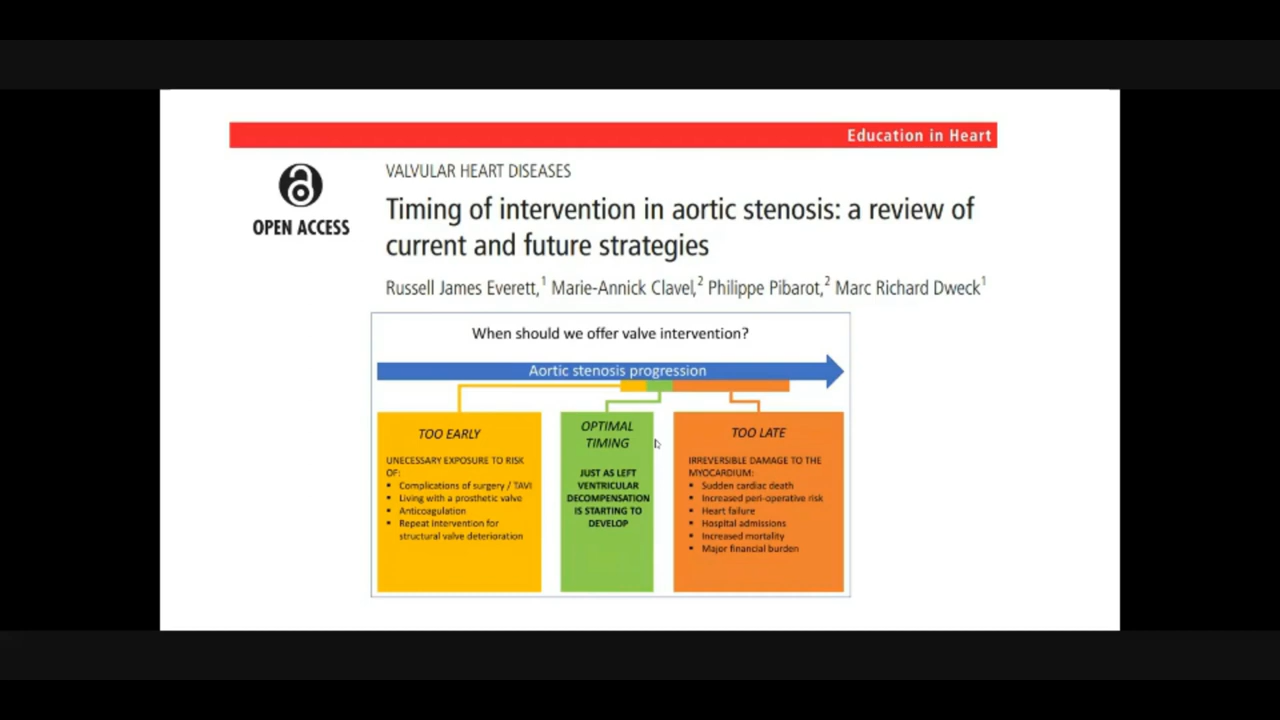 Education in Heart
OPEN ACCESS
VALVULAR HEART DISEASES
Timing of intervention in aortic stenosis: a review of
current and future strategies
Russell James Everett,1 Marie-Annick Clavel,2 Philippe Pibarot,2 Marc Richard Dweck1
When should we offer valve intervention?
Aortic stenosis progression
TOO EARLY
UNECESSARY EXPOSURE TO RISK
OF:
▪ Complications of surgery / TAVI
▪ Living with a prosthetic valve
▪ Anticoagulation
▪ Repeat intervention for
structural valve deterioration
OPTIMAL
TIMING
JUST AS LEFT
VENTRICULAR
DECOMPENSATION
IS STARTING TO
DEVELOP
TOO LATE
IRREVERSIBLE DAMAGE TO THE
MYOCARDIUM:
▪ Sudden cardiac death
▪ Increased peri-operative risk
▪ Heart failure
▪ Hospital admissions
▪ Increased mortality
▪ Major financial burden